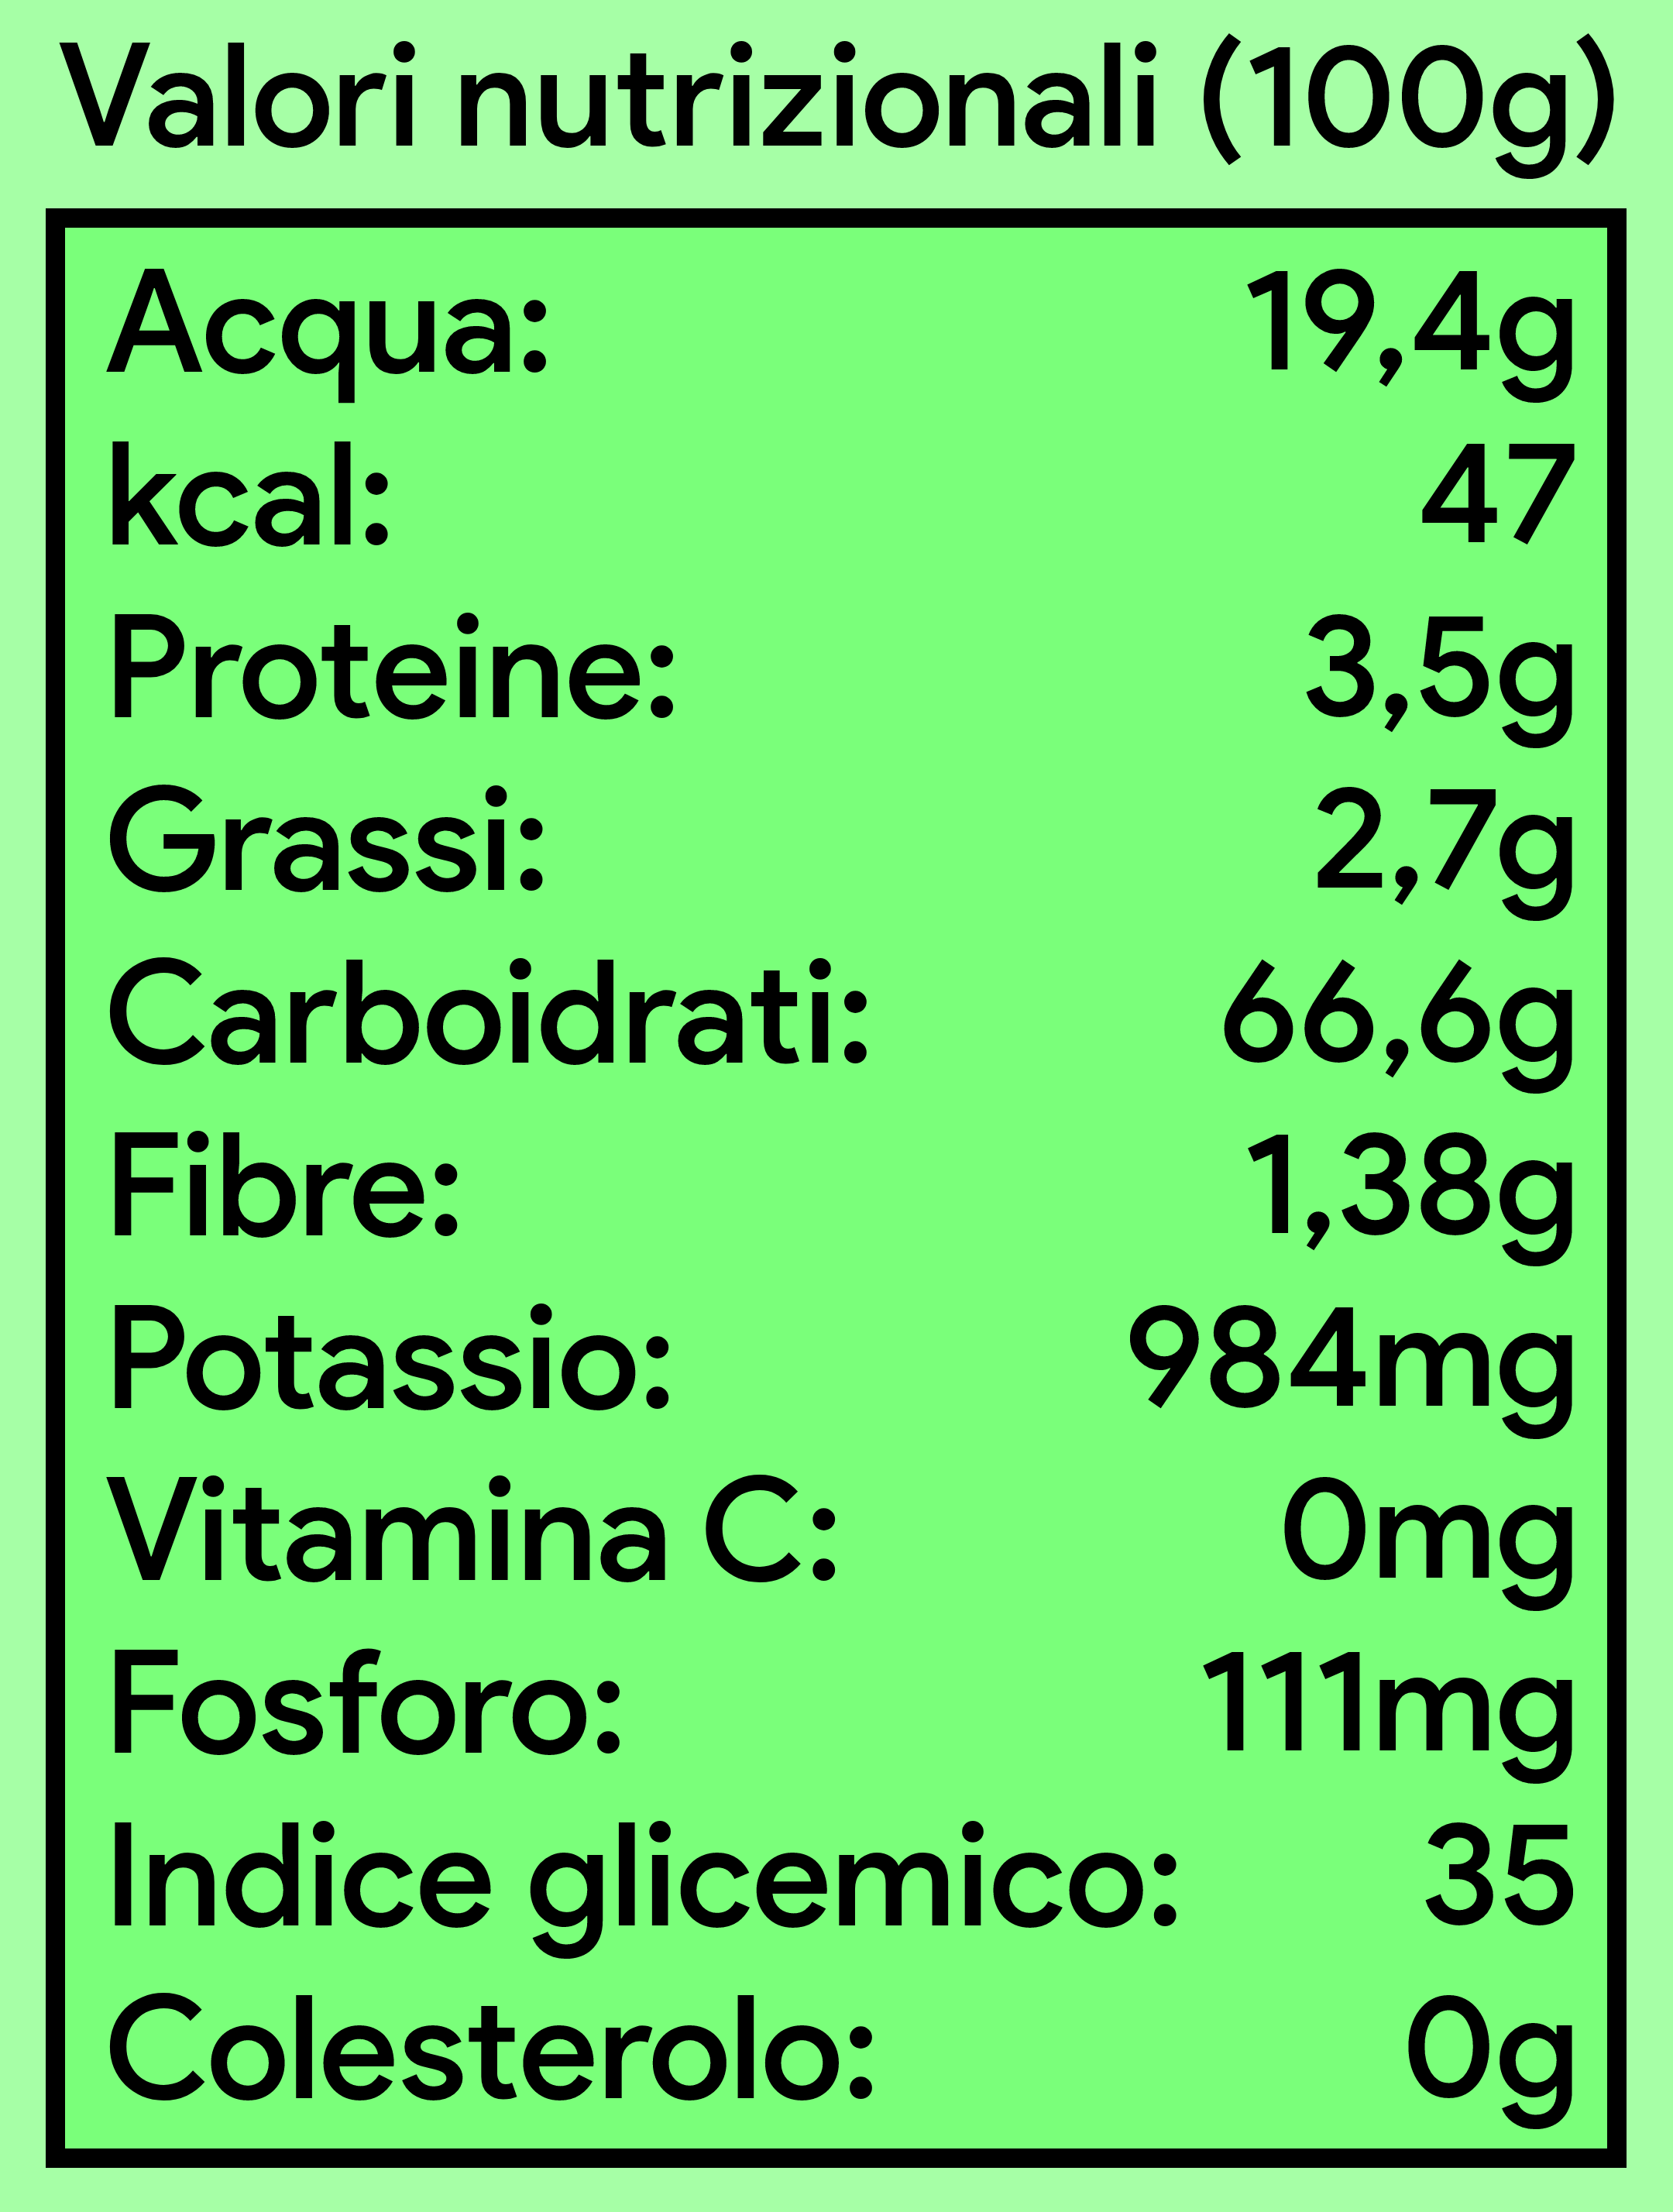 Valori nutrizionali (100g)
Acqua: 19,4g
kcal: 47
Proteine: 3,5g
Grassi: 2,7g
Carboidrati: 66,6g
Fibre: 1,38g
Potassio: 984mg
Vitamina C: 0mg
Fosforo: 111mg
Indice glicemico: 35
Colesterolo: 0g